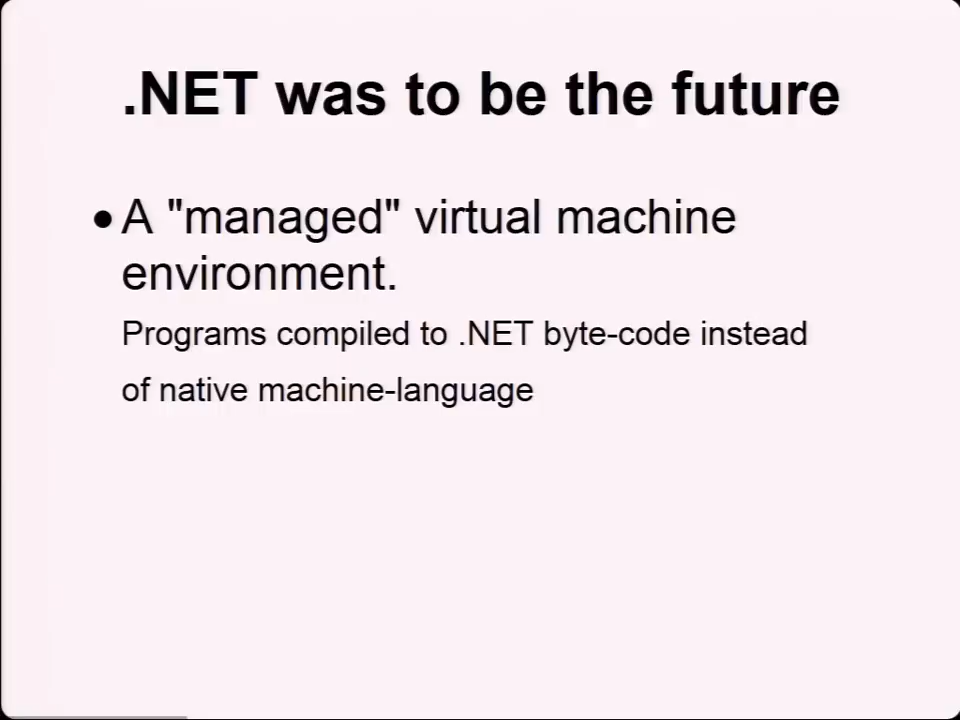 .NET was to be the future
• A "managed" virtual machine
environment.
Programs compiled to .NET byte-code instead
of native machine-language